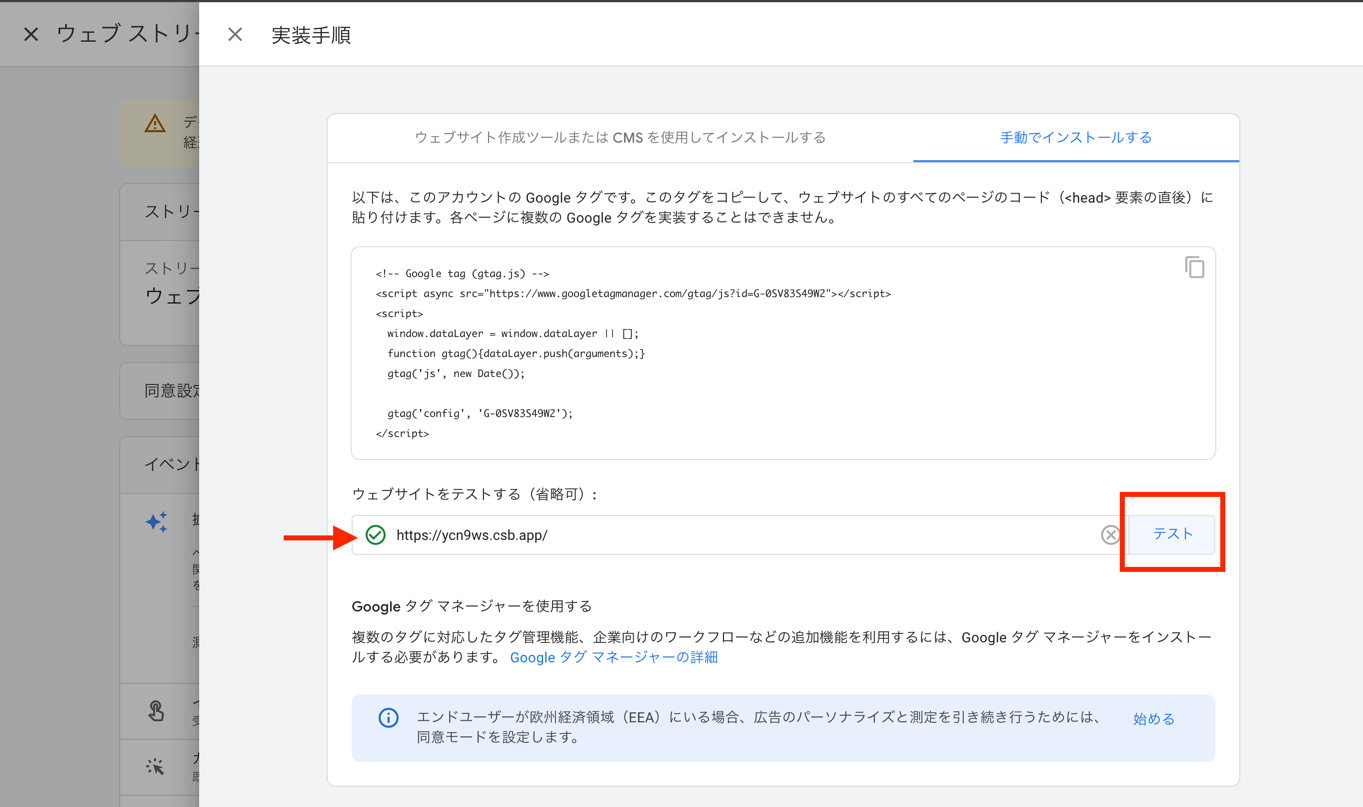 ウェブ ストリー
実装手順
デ
経
ストリー
ストリー
ウェブ
同意設定
イベント
ウェブサイト作成ツールまたは CMS を使用してインストールする
手動でインストールする
以下は、このアカウントの Google タグです。このタグをコピーして、ウェブサイトのすべてのページのコード（<head> 要素の直後）に
貼り付けます。各ページに複数の Google タグを実装することはできません。
<!-- Google tag (gtag.js) -->
<script async src="https://www.googletagmanager.com/gtag/js?id=G-0SV83S49W2"></script>
<script>
window.dataLayer = window.dataLayer || [];
function gtag(){dataLayer.push(arguments);}
gtag('js', new Date());
gtag('config', 'G-0SV83S49W2');
</script>
ウェブサイトをテストする（省略可）:
https://ycn9ws.csb.app/
テスト
Google タグ マネージャーを使用する
複数のタグに対応したタグ管理機能、企業向けのワークフローなどの追加機能を利用するには、Google タグ マネージャーをインストー
ルする必要があります。 Google タグ マネージャーの詳細
エンドユーザーが欧州経済領域（EEA）にいる場合、広告のパーソナライズと測定を引き続き行うためには、
同意モードを設定します。
始める